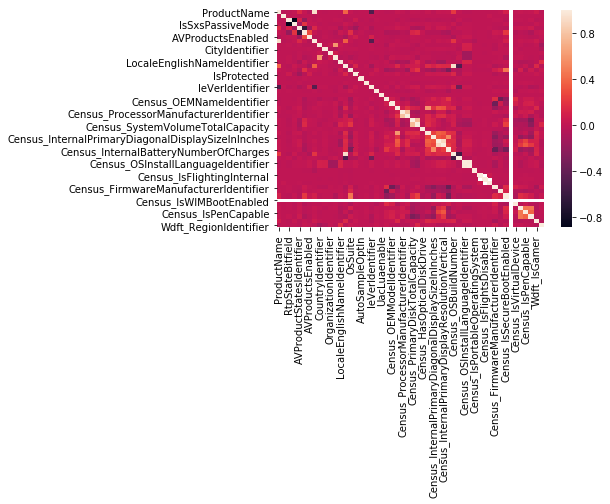 ProductName
IsSxsPassiveMode
AVProductsEnabled
CityIdentifier
LocaleEnglishNameIdentifier
IsProtected
IeVerIdentifier
Census_OEMNameIdentifier
Census_ProcessorManufacturerIdentifier
Census_SystemVolumeTotalCapacity
Census_InternalPrimaryDiagonalDisplaySizeInInches
Census_InternalBatteryNumberOfCharges
Census_OSInstallLanguageIdentifier
Census_IsFlightingInternal
Census_FirmwareManufacturerIdentifier
Census_IsWIMBootEnabled
Census_IsPenCapable
Wdft_RegionIdentifier
0.8
0.4
0.0
−0.4
−0.8
ProductName
RtpStateBitfield
AVProductStatesIdentifier
AVProductsEnabled
CountryIdentifier
OrganizationIdentifier
LocaleEnglishNameIdentifier
OsSuite
AutoSampleOptIn
IeVerIdentifier
UacLuaenable
Census_OEMModelIdentifier
Census_ProcessorManufacturerIdentifier
Census_PrimaryDiskTotalCapacity
Census_HasOpticalDiskDrive
Census_InternalPrimaryDiagonalDisplaySizeInInches
Census_InternalPrimaryDisplayResolutionVertical
Census_OSBuildNumber
Census_OSInstallLanguageIdentifier
Census_IsPortableOperatingSystem
Census_IsFlightsDisabled
Census_FirmwareManufacturerIdentifier
Census_IsSecureBootEnabled
Census_IsVirtualDevice
Census_IsPenCapable
Wdft_IsGamer